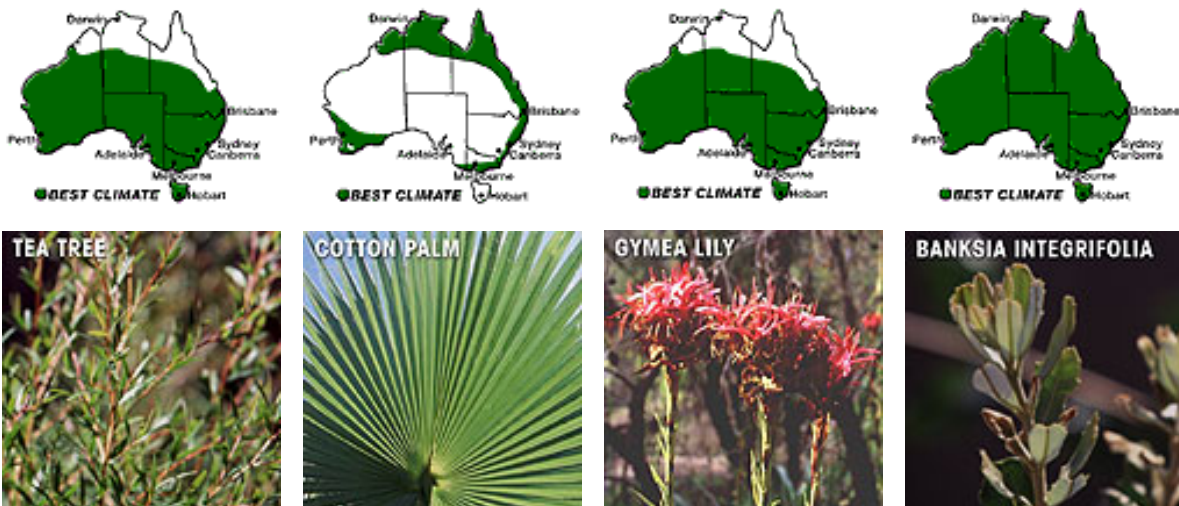 Darwin
Brisbane
Perth
Adelaide
Sydney
Canberra
Melbourne
Hobart
BEST CLIMATE
Darwin
Brisbane
Perth
Adelaide
Sydney
Canberra
Melbourne
Hobart
BEST CLIMATE
Darwin
Brisbane
Perth
Adelaide
Sydney
Canberra
Melbourne
Hobart
BEST CLIMATE
Darwin
Brisbane
Perth
Adelaide
Sydney
Canberra
Melbourne
Hobart
BEST CLIMATE
TEA TREE
COTTON PALM
GYMEA LILY
BANKSIA INTEGRIFOLIA